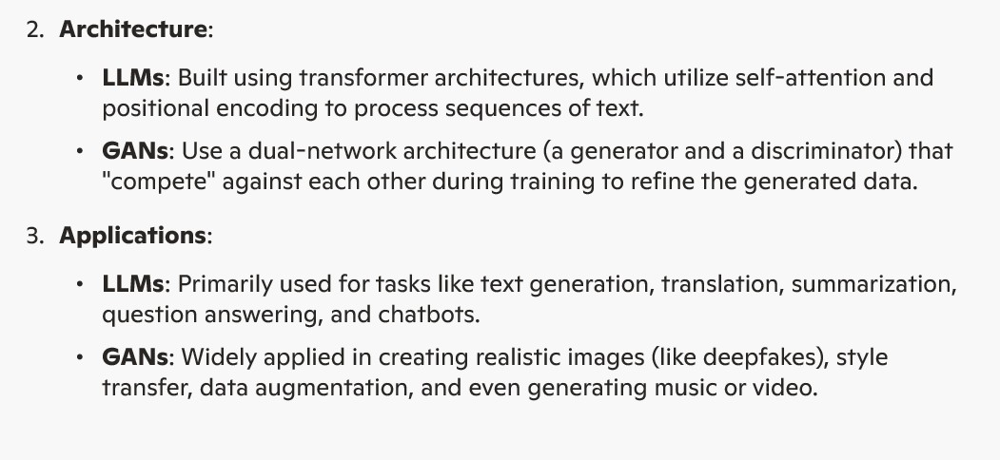 2. Architecture:
• LLMs: Built using transformer architectures, which utilize self-attention and
positional encoding to process sequences of text.
• GANs: Use a dual-network architecture (a generator and a discriminator) that
"compete" against each other during training to refine the generated data.
3. Applications:
• LLMs: Primarily used for tasks like text generation, translation, summarization,
question answering, and chatbots.
• GANs: Widely applied in creating realistic images (like deepfakes), style
transfer, data augmentation, and even generating music or video.